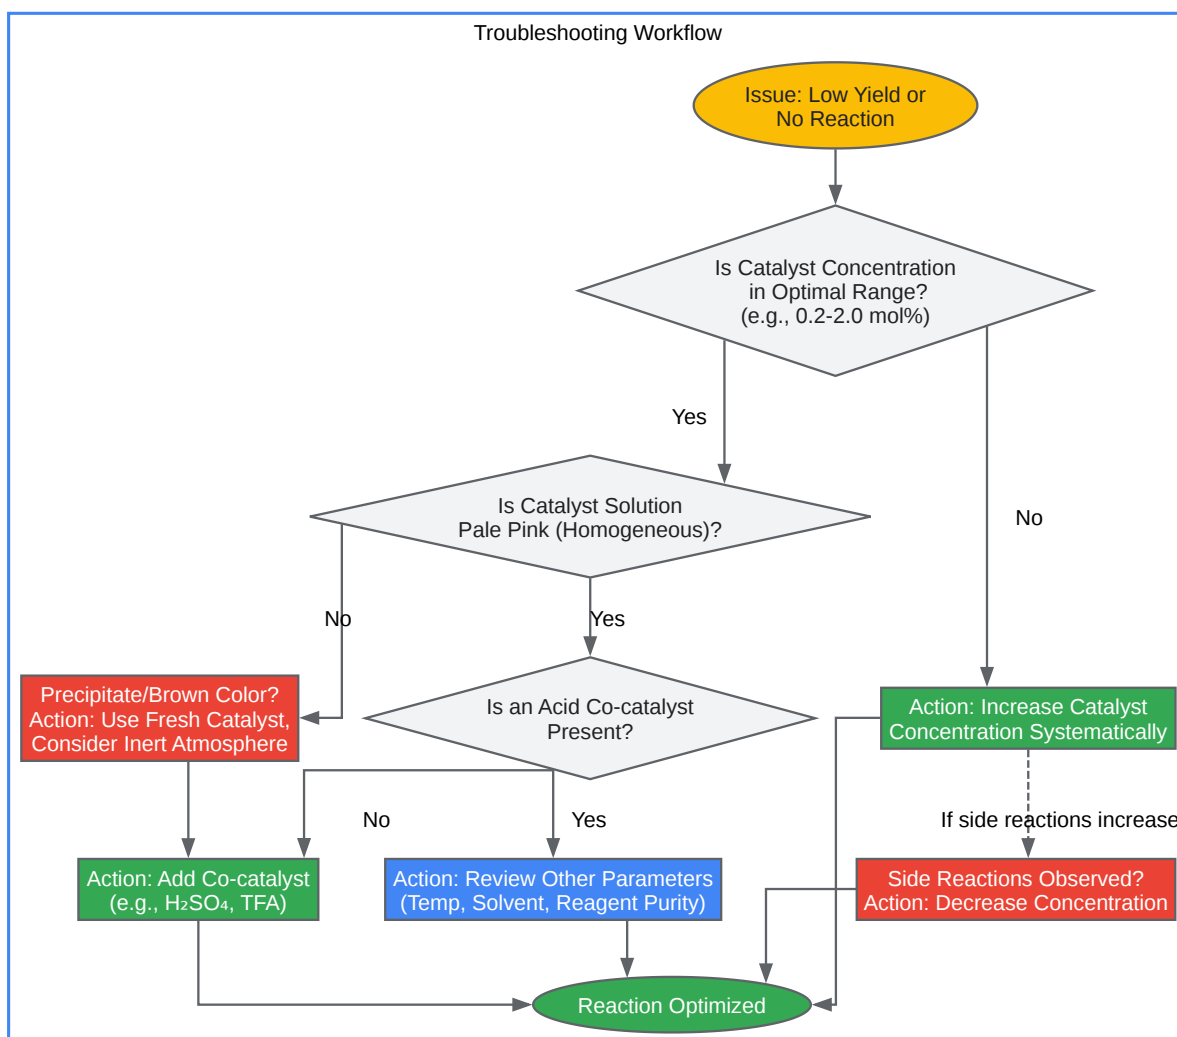 Troubleshooting Workflow
Issue: Low Yield or
No Reaction
Is Catalyst Concentration
in Optimal Range?
(e.g., 0.2-2.0 mol%)
Yes
No
Is Catalyst Solution
Pale Pink (Homogeneous)?
No
Yes
Precipitate/Brown Color?
Action: Use Fresh Catalyst,
Consider Inert Atmosphere
Is an Acid Co-catalyst
Present?
Action: Increase Catalyst
Concentration Systematically
No
Yes
If side reactions increase
Action: Add Co-catalyst
(e.g., H₂SO₄, TFA)
Action: Review Other Parameters
(Temp, Solvent, Reagent Purity)
Side Reactions Observed?
Action: Decrease Concentration
Reaction Optimized